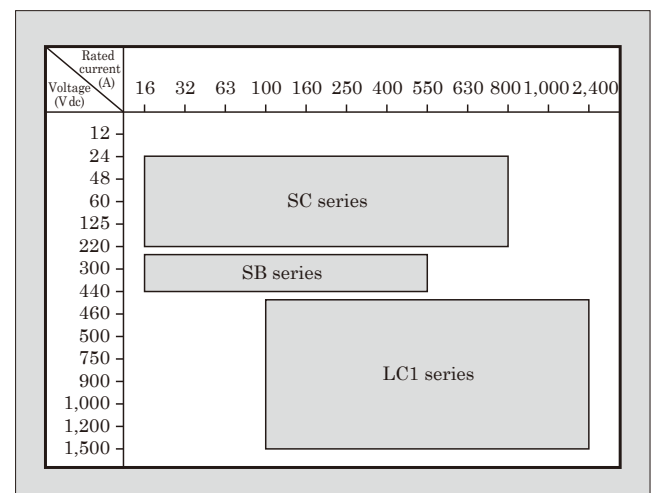 Rated
current
(A)
Voltage
(V dc)
16 32 63 100 160 250 400 550 630 800 1,000 2,400
12
24
48
60
125
220
300
440
460
500
750
900
1,000
1,200
1,500
SC series
SB series
LC1 series